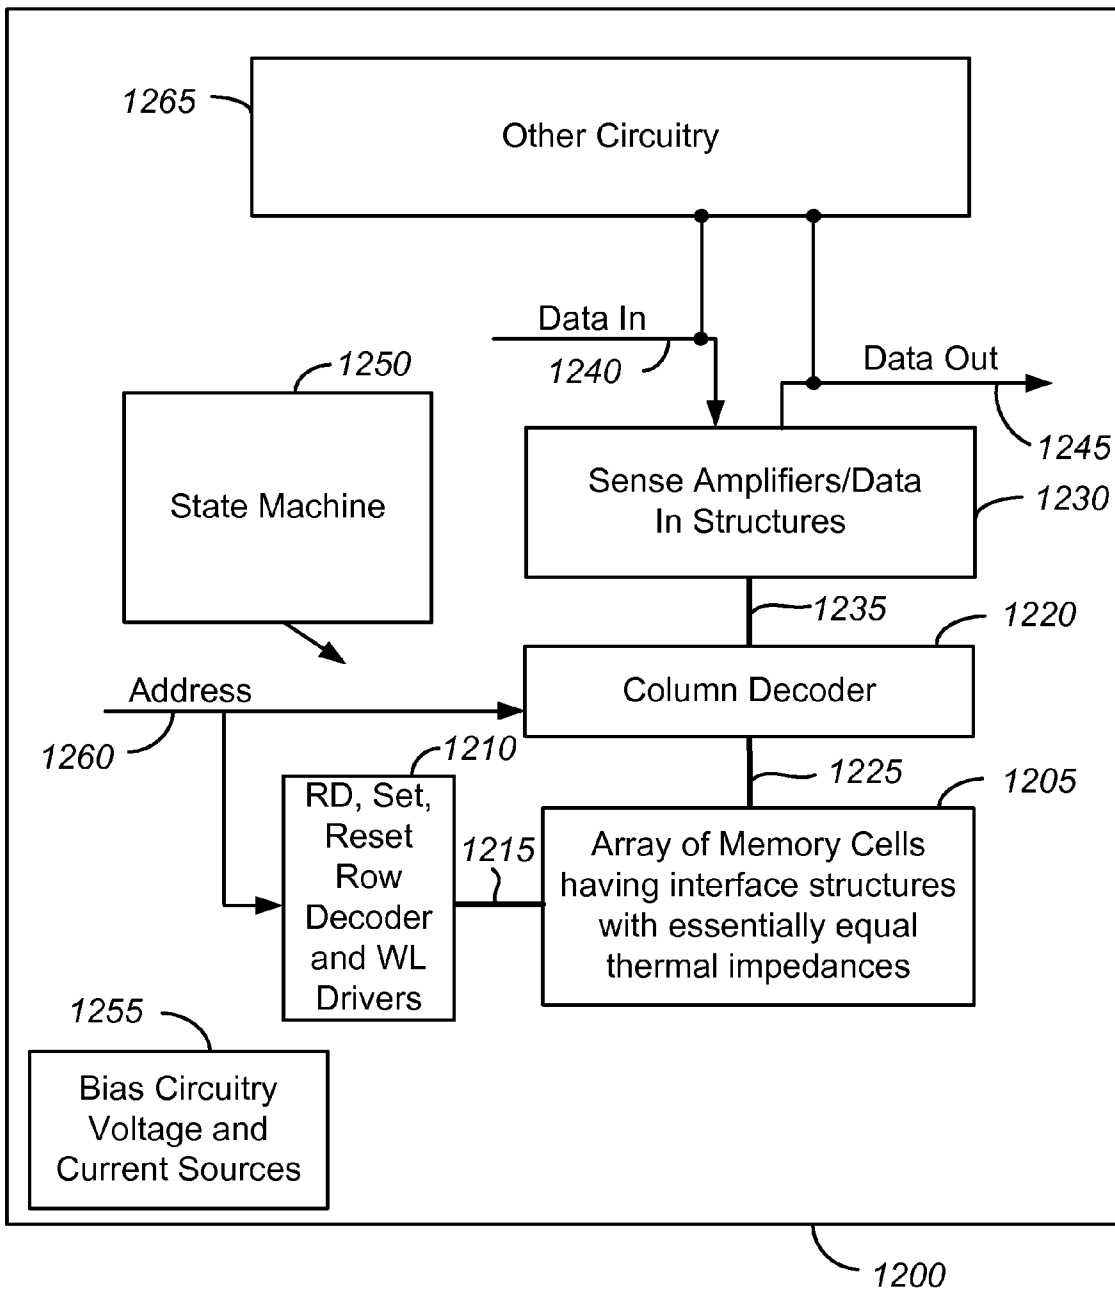 1265
Other Circuitry
Data In
1240
Data Out
1245
1250
State Machine
Sense Amplifiers/Data
In Structures
1230
1235
1220
Column Decoder
Address
1260
1210
RD, Set,
Reset
Row
Decoder
and WL
Drivers
1215
1225
1205
Array of Memory Cells
having interface structures
with essentially equal
thermal impedances
1255
Bias Circuitry
Voltage and
Current Sources
1200